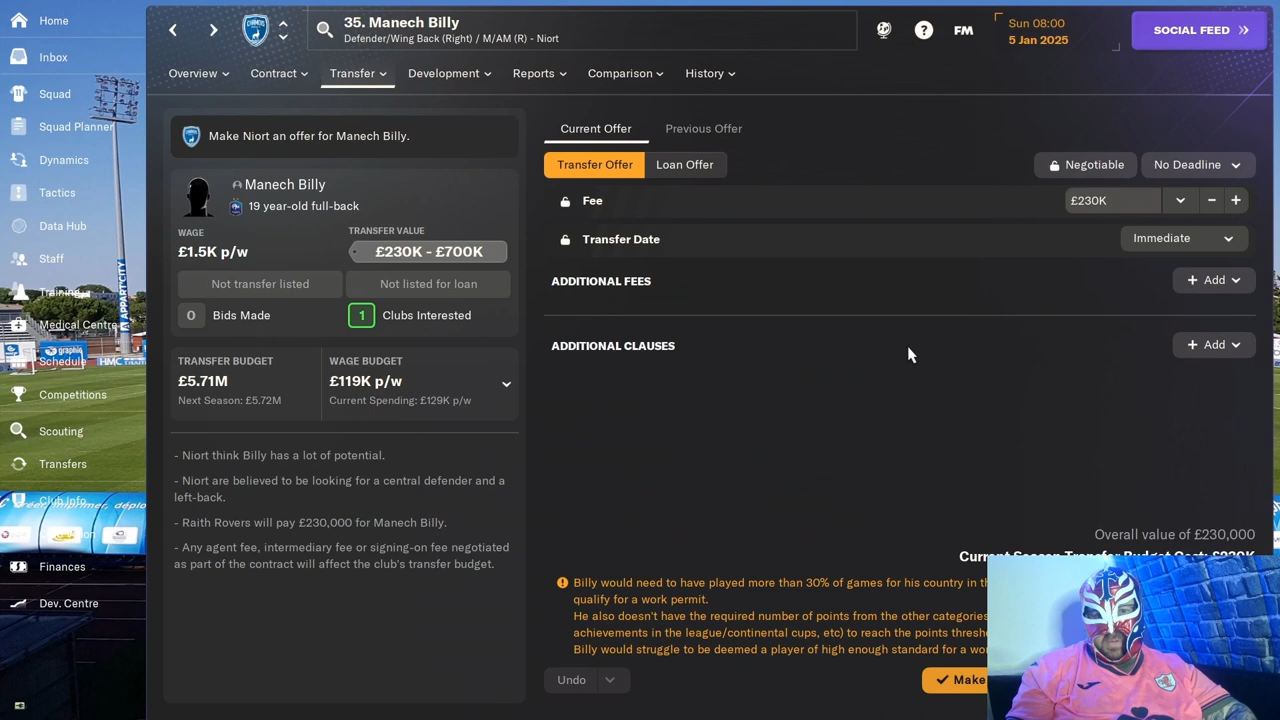 Home
Inbox
Squad
Squad Planner
Dynamics
Tactics
Data Hub
Staff
Training
Medical Centre
Schedule
Competitions
Scouting
Transfers
Club Info
Finances
Dev. Centre
35. Manech Billy
Defender/Wing Back (Right) / M/AM (R) - Niort
FM
Sun 08:00
5 Jan 2025
SOCIAL FEED
Overview
Contract
Transfer
Development
Reports
Comparison
History
Make Niort an offer for Manech Billy.
Manech Billy
19 year-old full-back
WAGE
£1.5K p/w
TRANSFER VALUE
£230K - £700K
Not transfer listed
Not listed for loan
0 Bids Made
1 Clubs Interested
TRANSFER BUDGET
£5.71M
Next Season: £5.72M
WAGE BUDGET
£119K p/w
Current Spending: £129K p/w
- Niort think Billy has a lot of potential.
- Niort are believed to be looking for a central defender and a
left-back.
- Raith Rovers will pay £230,000 for Manech Billy.
- Any agent fee, intermediary fee or signing-on fee negotiated
as part of the contract will affect the club's transfer budget.
Current Offer
Previous Offer
Transfer Offer
Loan Offer
Negotiable
No Deadline
Fee
£230K
Transfer Date
Immediate
ADDITIONAL FEES
+ Add
ADDITIONAL CLAUSES
+ Add
Overall value of £230,000
Current Season Transfer Budget Cost: £230K
Billy would need to have played more than 30% of games for his country in th
qualify for a work permit.
He also doesn't have the required number of points from the other categories
achievements in the league/continental cups, etc) to reach the points thresh
Billy would struggle to be deemed a player of high enough standard for a wo
Undo
Make